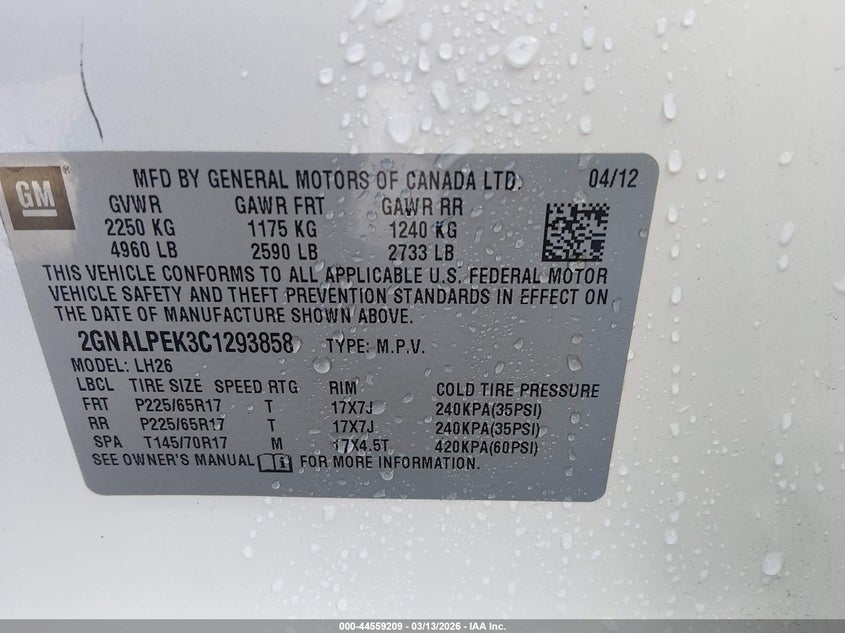 GM
MFD BY GENERAL MOTORS OF CANADA LTD. 04/12
GVWR GAWR FRT GAWR RR
2250 KG 1175 KG 1240 KG
4960 LB 2590 LB 2733 LB
THIS VEHICLE CONFORMS TO ALL APPLICABLE U.S. FEDERAL MOTOR
VEHICLE SAFETY AND THEFT PREVENTION STANDARDS IN EFFECT ON
THE DATE OF MANUFACTURE SHOWN ABOVE.
2GNALPEK3C1293858 TYPE: M.P.V.
MODEL: LH26
LBCL TIRE SIZE SPEED RTG RIM COLD TIRE PRESSURE
FRT P225/65R17 T 17X7J 240KPA(35PSI)
RR P225/65R17 T 17X7J 240KPA(35PSI)
SPA T145/70R17 M 17X4.5T 420KPA(60PSI)
SEE OWNER'S MANUAL FOR MORE INFORMATION.
000-44559209 | 03/13/2026 - IAA Inc.